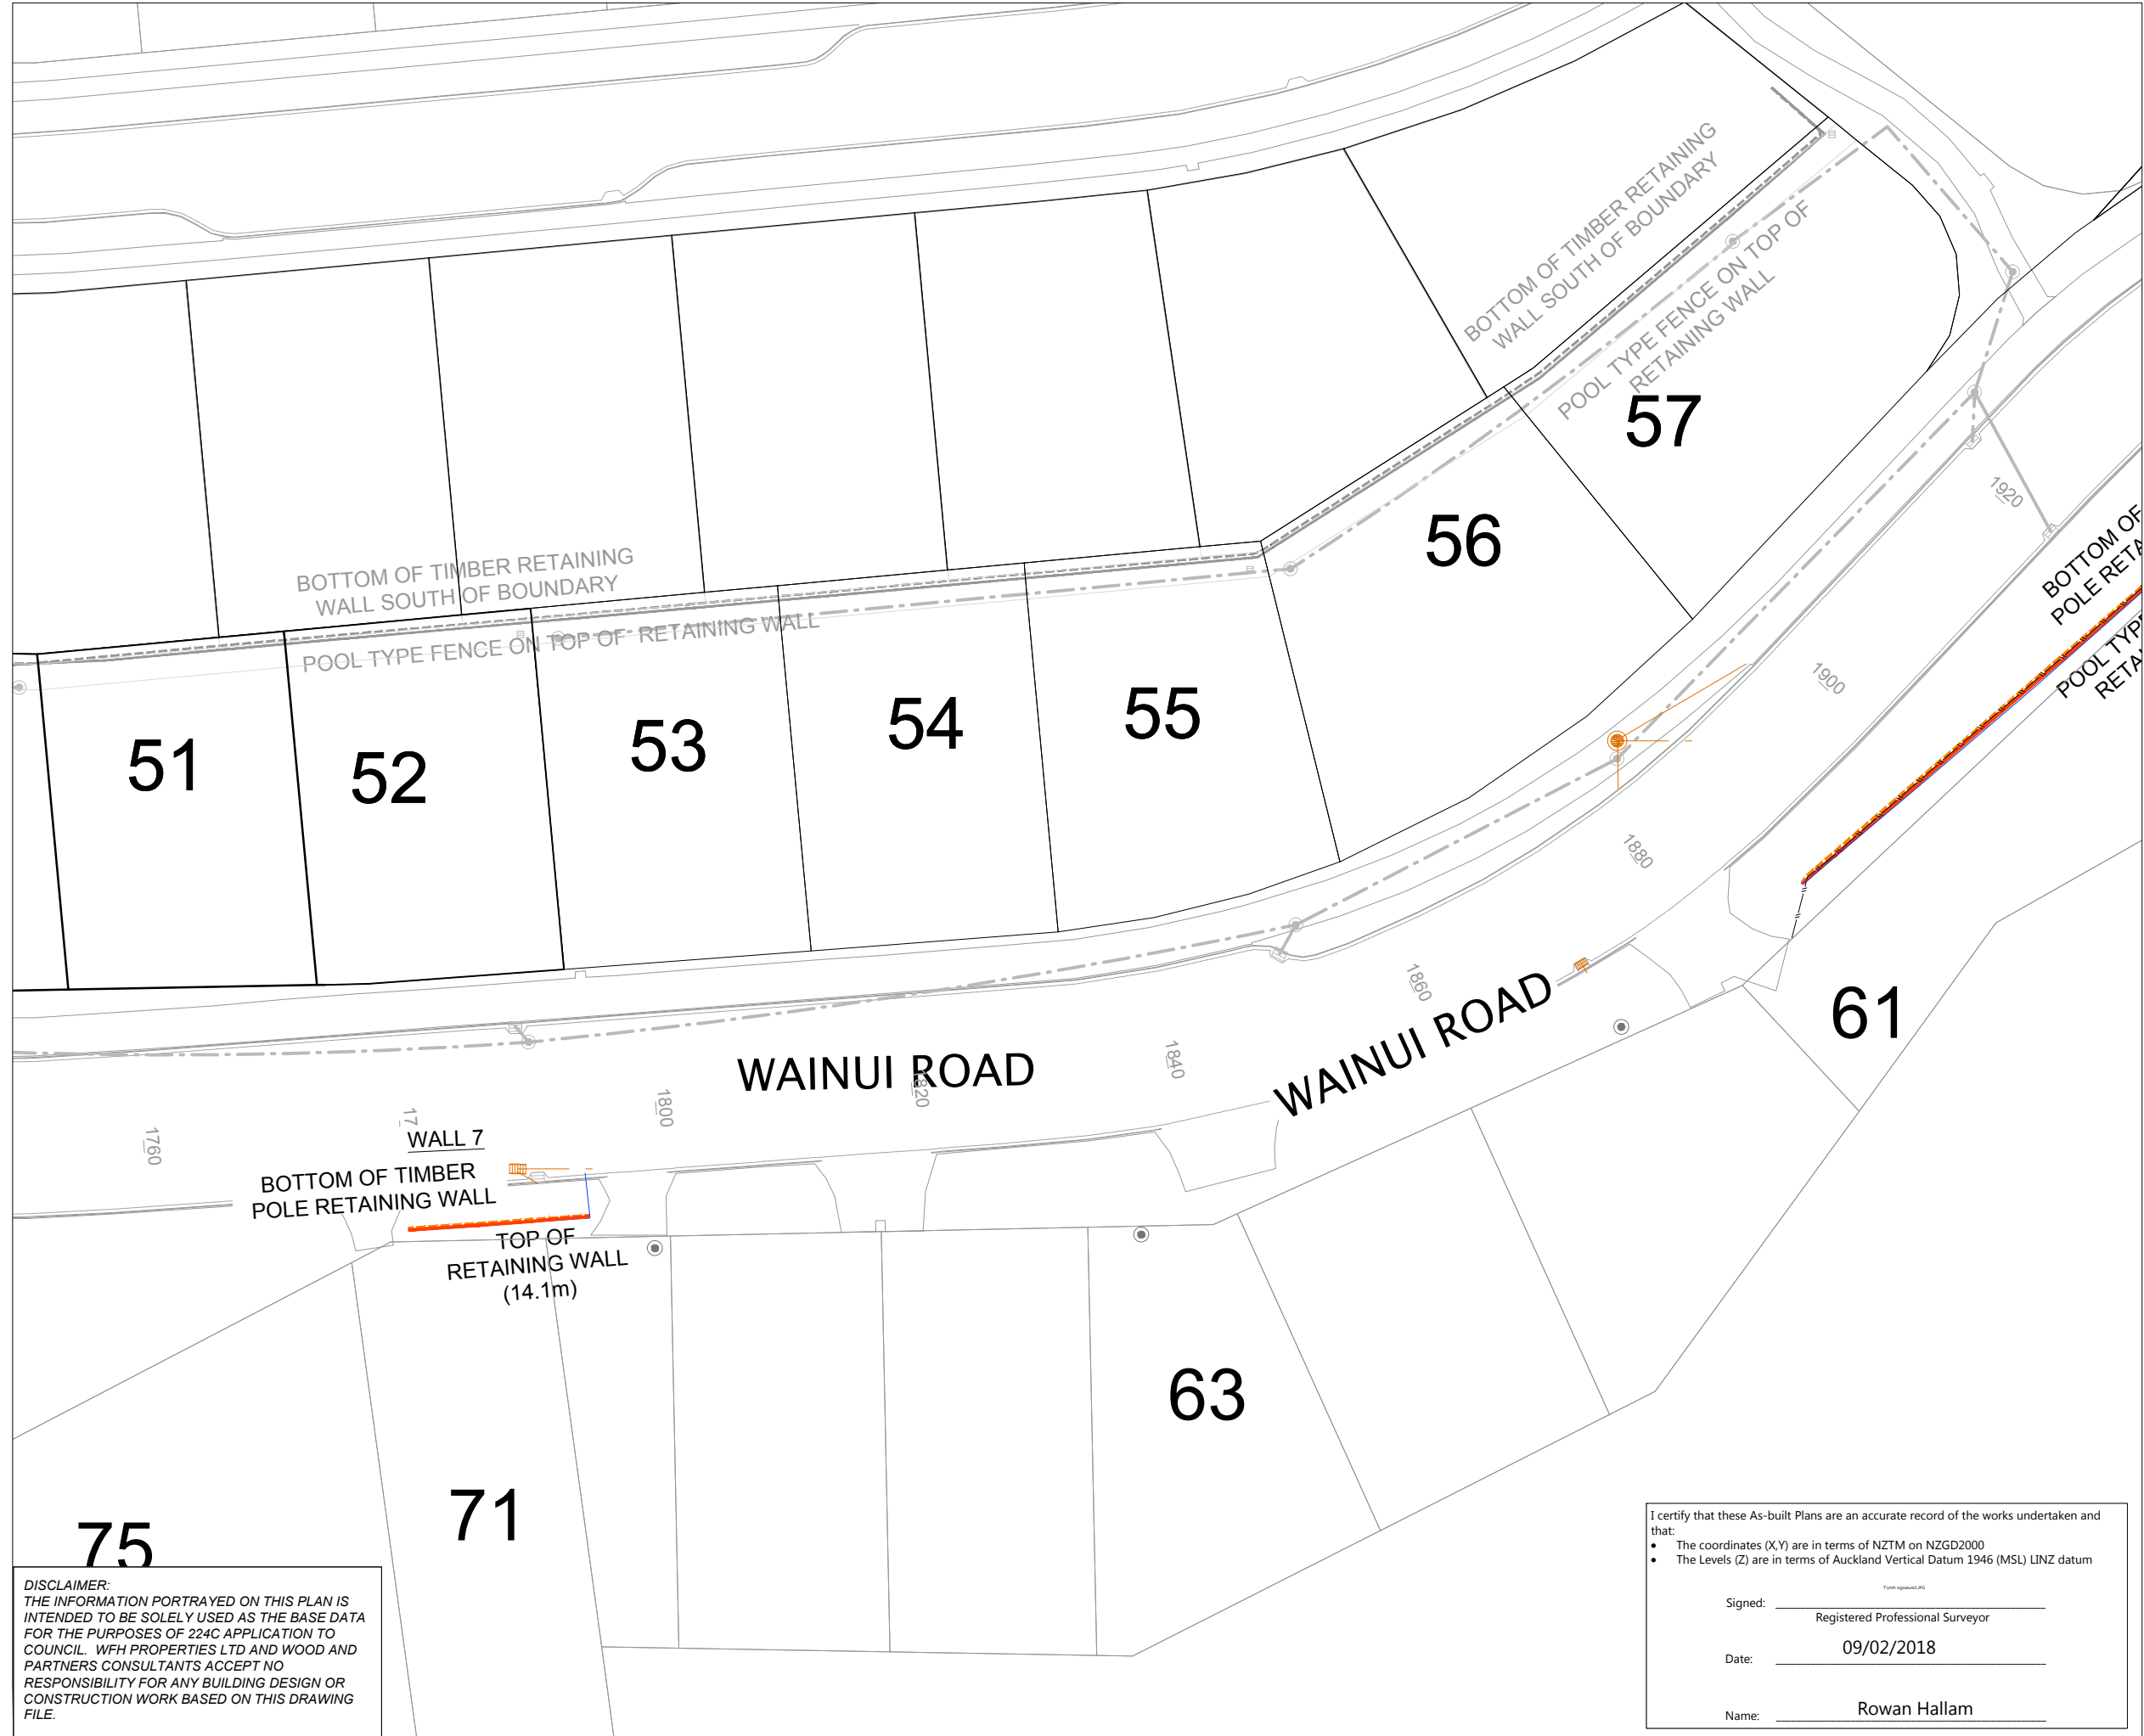 BOTTOM OF TIMBER RETAINING
WALL SOUTH OF BOUNDARY
POOL TYPE FENCE ON TOP OF
RETAINING WALL
57
56
1920
BOTTOM OF
POLE RETA
POOL TYPE
RETA
BOTTOM OF TIMBER RETAINING
WALL SOUTH OF BOUNDARY
POOL TYPE FENCE ON TOP OF RETAINING WALL
51
52
53
54
55
1900
1880
1860
1840
1820
1800
17
1760
WAINUI ROAD
WAINUI ROAD
61
WALL 7
BOTTOM OF TIMBER
POLE RETAINING WALL
TOP OF
RETAINING WALL
(14.1m)
63
71
75
DISCLAIMER:
THE INFORMATION PORTRAYED ON THIS PLAN IS
INTENDED TO BE SOLELY USED AS THE BASE DATA
FOR THE PURPOSES OF 224C APPLICATION TO
COUNCIL. WFH PROPERTIES LTD AND WOOD AND
PARTNERS CONSULTANTS ACCEPT NO
RESPONSIBILITY FOR ANY BUILDING DESIGN OR
CONSTRUCTION WORK BASED ON THIS DRAWING
FILE.
I certify that these As-built Plans are an accurate record of the works undertaken and
that:
• The coordinates (X,Y) are in terms of NZTM on NZGD2000
• The Levels (Z) are in terms of Auckland Vertical Datum 1946 (MSL) LINZ datum
Signed:
Registered Professional Surveyor
Date: 09/02/2018
Name: Rowan Hallam